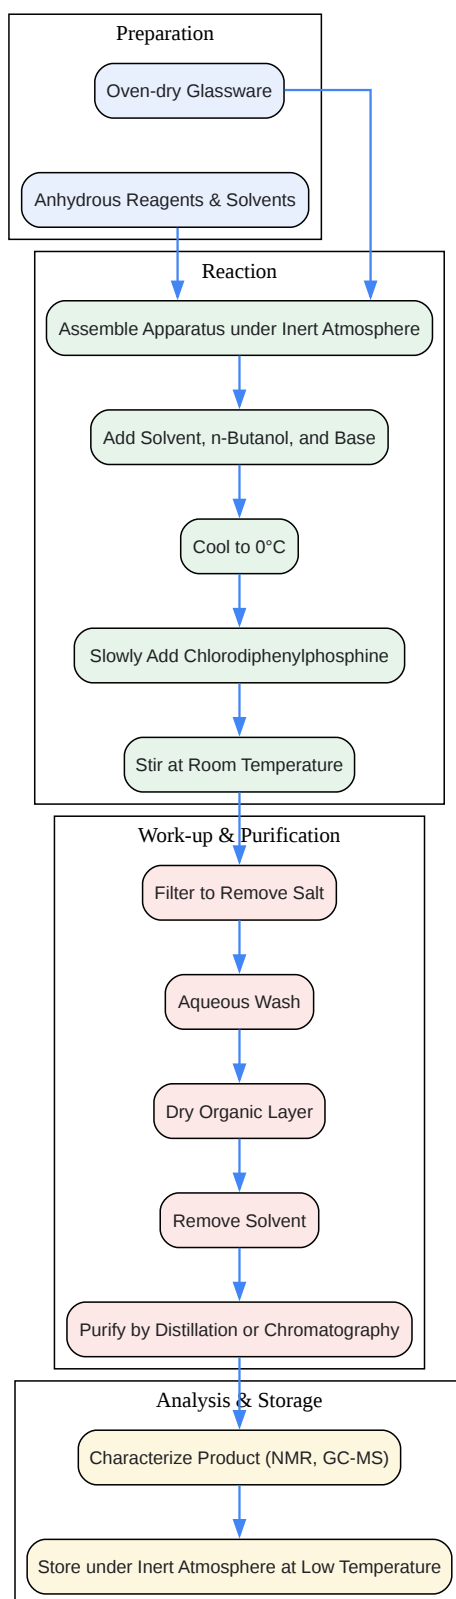 Preparation
Oven-dry Glassware
Anhydrous Reagents & Solvents
Reaction
Assemble Apparatus under Inert Atmosphere
Add Solvent, n-Butanol, and Base
Cool to 0°C
Slowly Add Chlorodiphenylphosphine
Stir at Room Temperature
Work-up & Purification
Filter to Remove Salt
Aqueous Wash
Dry Organic Layer
Remove Solvent
Purify by Distillation or Chromatography
Analysis & Storage
Characterize Product (NMR, GC-MS)
Store under Inert Atmosphere at Low Temperature